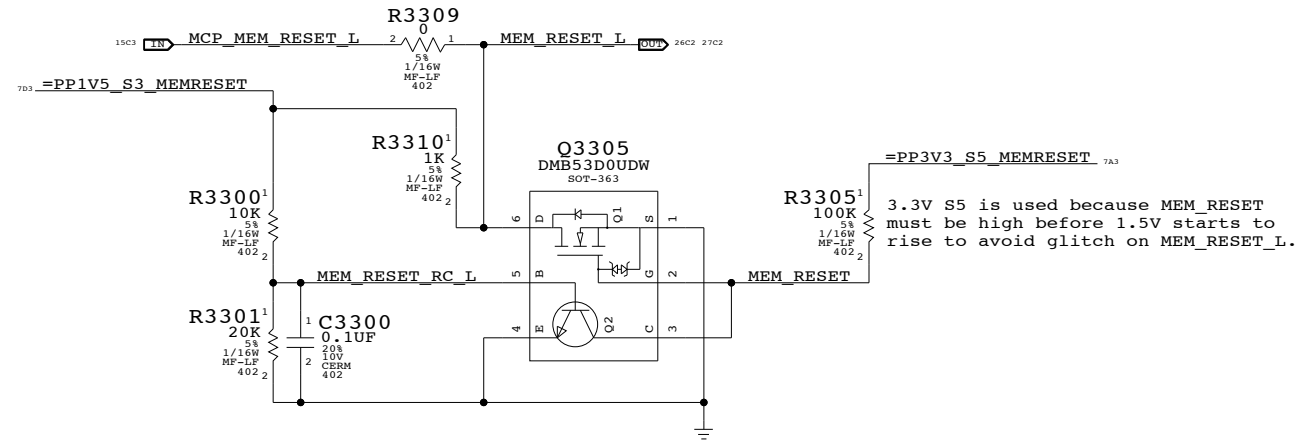 R3309
0
15C3 IN MCP_MEM_RESET_L 2 1 MEM_RESET_L OUT 26C2 27C2
5%
1/16W
MF-LF
402
7D3 =PP1V5_S3_MEMRESET
R3310 1
1K
5%
1/16W
MF-LF
402 2
Q3305
DMB53D0UDW
SOT-363
=PP3V3_S5_MEMRESET 7A3
R3300 1
10K
5%
1/16W
MF-LF
402 2
R3305 1
100K
5%
1/16W
MF-LF
402 2
3.3V S5 is used because MEM_RESET
must be high before 1.5V starts to
rise to avoid glitch on MEM_RESET_L.
6 D Q1 S 1
MEM_RESET_RC_L 5 B G 2 MEM_RESET
4 E Q2 C 3
R3301 1
20K
5%
1/16W
MF-LF
402 2
1 C3300
0.1UF
20%
10V
2 CERM
402